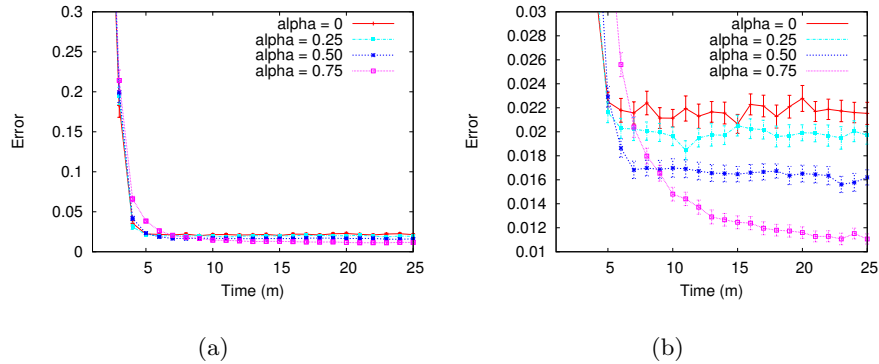 0.3
0.25
0.2
0.15
0.1
0.05
0
Error
5 10 15 20 25
Time (m)
alpha = 0
alpha = 0.25
alpha = 0.50
alpha = 0.75
(a)
0.03
0.028
0.026
0.024
0.022
0.02
0.018
0.016
0.014
0.012
0.01
Error
5 10 15 20 25
Time (m)
alpha = 0
alpha = 0.25
alpha = 0.50
alpha = 0.75
(b)